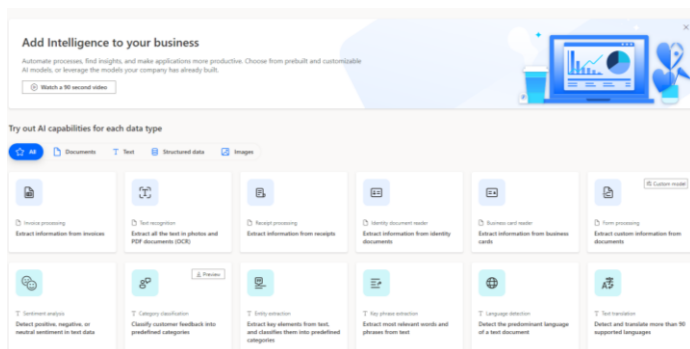 Add Intelligence to your business
Automate processes, find insights, and make applications more productive. Choose from prebuilt and customizable
AI models, or leverage the models your company has already built.
Watch a 90 second video
Try out AI capabilities for each data type
All
Documents
Text
Structured data
Images
Invoice processing
Extract information from invoices
Text recognition
Extract all the text in photos and
PDF documents (OCR)
Receipt processing
Extract information from receipts
Identity document reader
Extract information from identity
documents
Business card reader
Extract information from business
cards
Custom model
Form processing
Extract custom information from
documents
Sentiment analysis
Detect positive, negative, or
neutral sentiment in text data
Preview
Category classification
Classify customer feedback into
predefined categories
Entity extraction
Extract key elements from text,
and classifies them into predefined
categories
Key phrase extraction
Extract most relevant words and
phrases from text
Language detection
Detect the predominant language
of a text document
Text translation
Detect and translate more than 90
supported languages